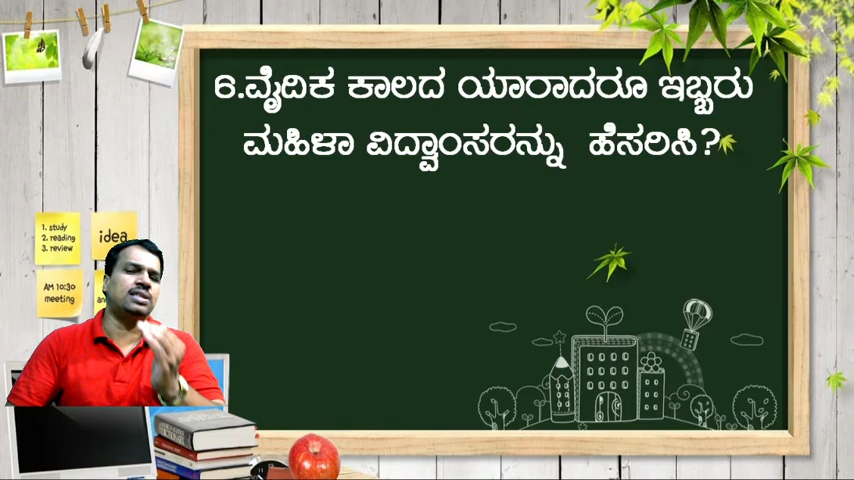 6.ವೈದಿಕ ಕಾಲದ ಯಾರಾದರೂ ಇಬ್ಬರು
ಮಹಿಳಾ ವಿದ್ವಾಂಸರನ್ನು ಹೆಸರಿಸಿ?
1. study
2. reading
3. review
idea
AM 10:30
meeting
an